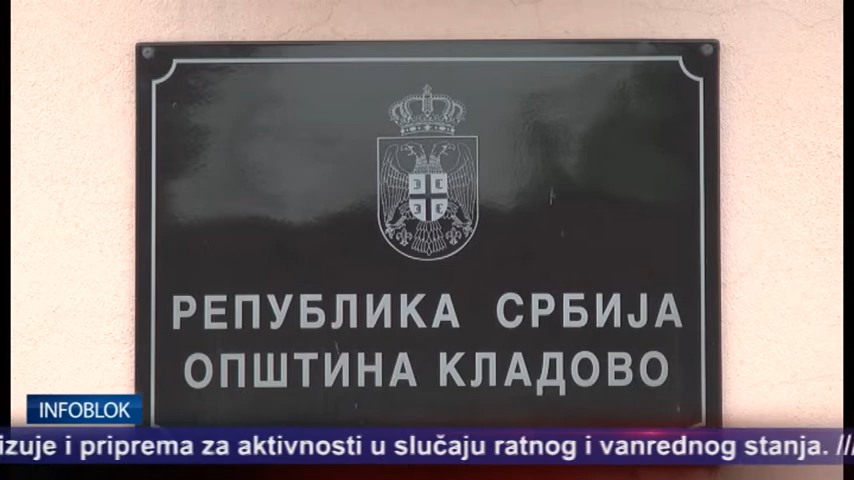 РЕПУБЛИКА СРБИЈА
ОПШТИНА КЛАДОВО
INFOBLOK
izuje i priprema za aktivnosti u slučaju ratnog i vanrednog stanja. ///